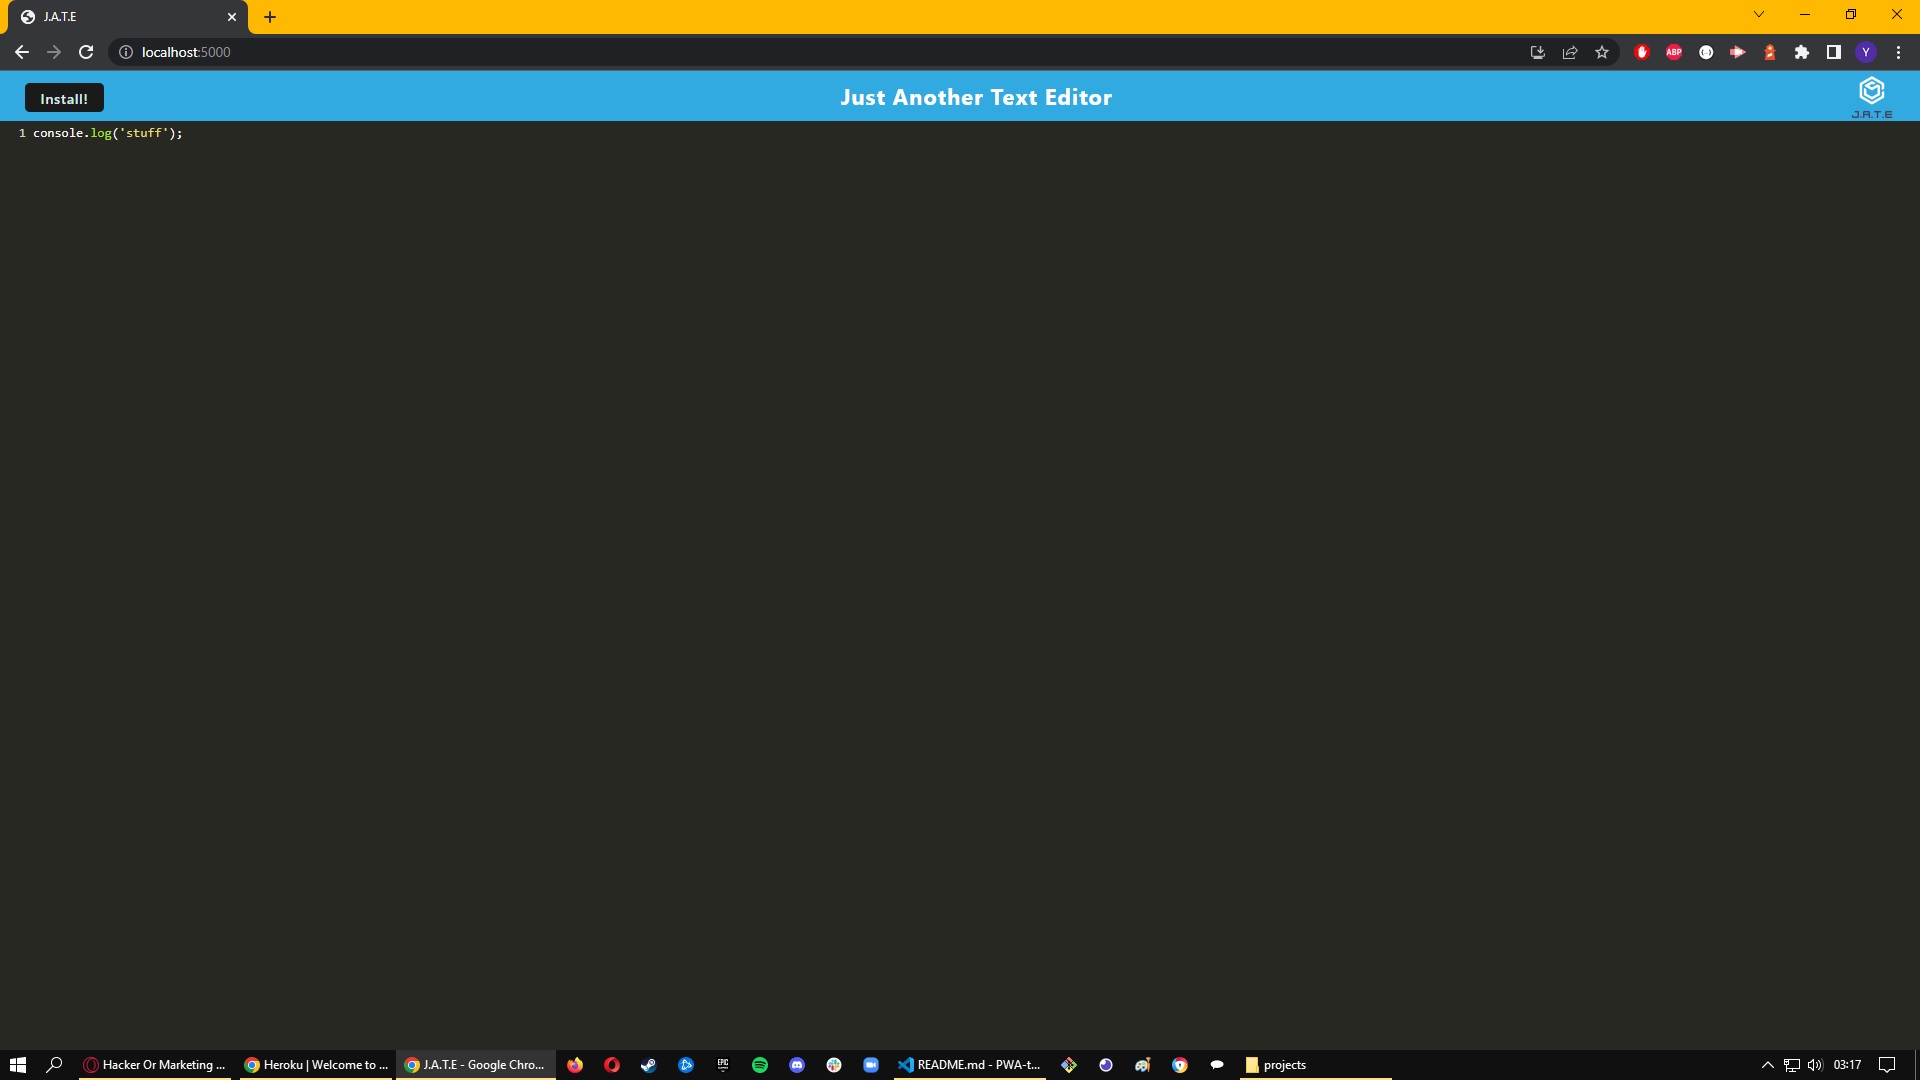 J.A.T.E
localhost:5000
ABP
Y
Install!
Just Another Text Editor
J.A.T.E
1 console.log('stuff');
Hacker Or Marketing ...
Heroku | Welcome to ...
J.A.T.E - Google Chro...
EPIC
README.md - PWA-t...
projects
03:17